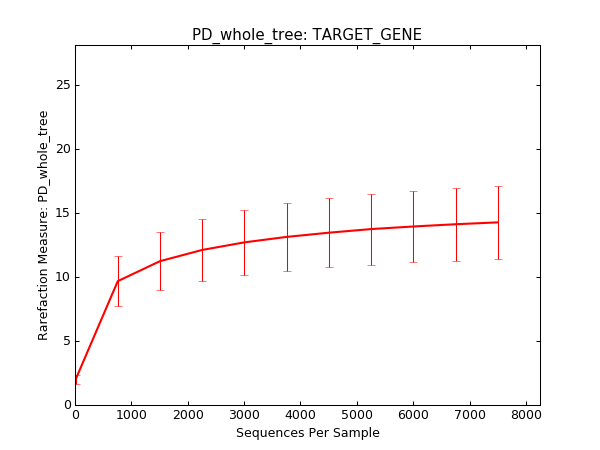 PD_whole_tree: TARGET_GENE
Rarefaction Measure: PD_whole_tree
25
20
15
10
5
0
0 1000 2000 3000 4000 5000 6000 7000 8000
Sequences Per Sample